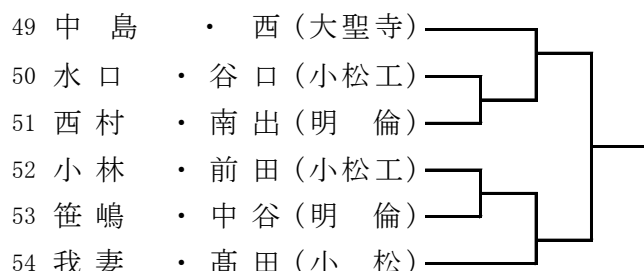 49 中 島 ・ 西 (大聖寺)
50 水 口 ・ 谷 口 (小松工)
51 西 村 ・ 南 出 (明 倫)
52 小 林 ・ 前 田 (小松工)
53 笹 嶋 ・ 中 谷 (明 倫)
54 我 妻 ・ 髙 田 (小 松)